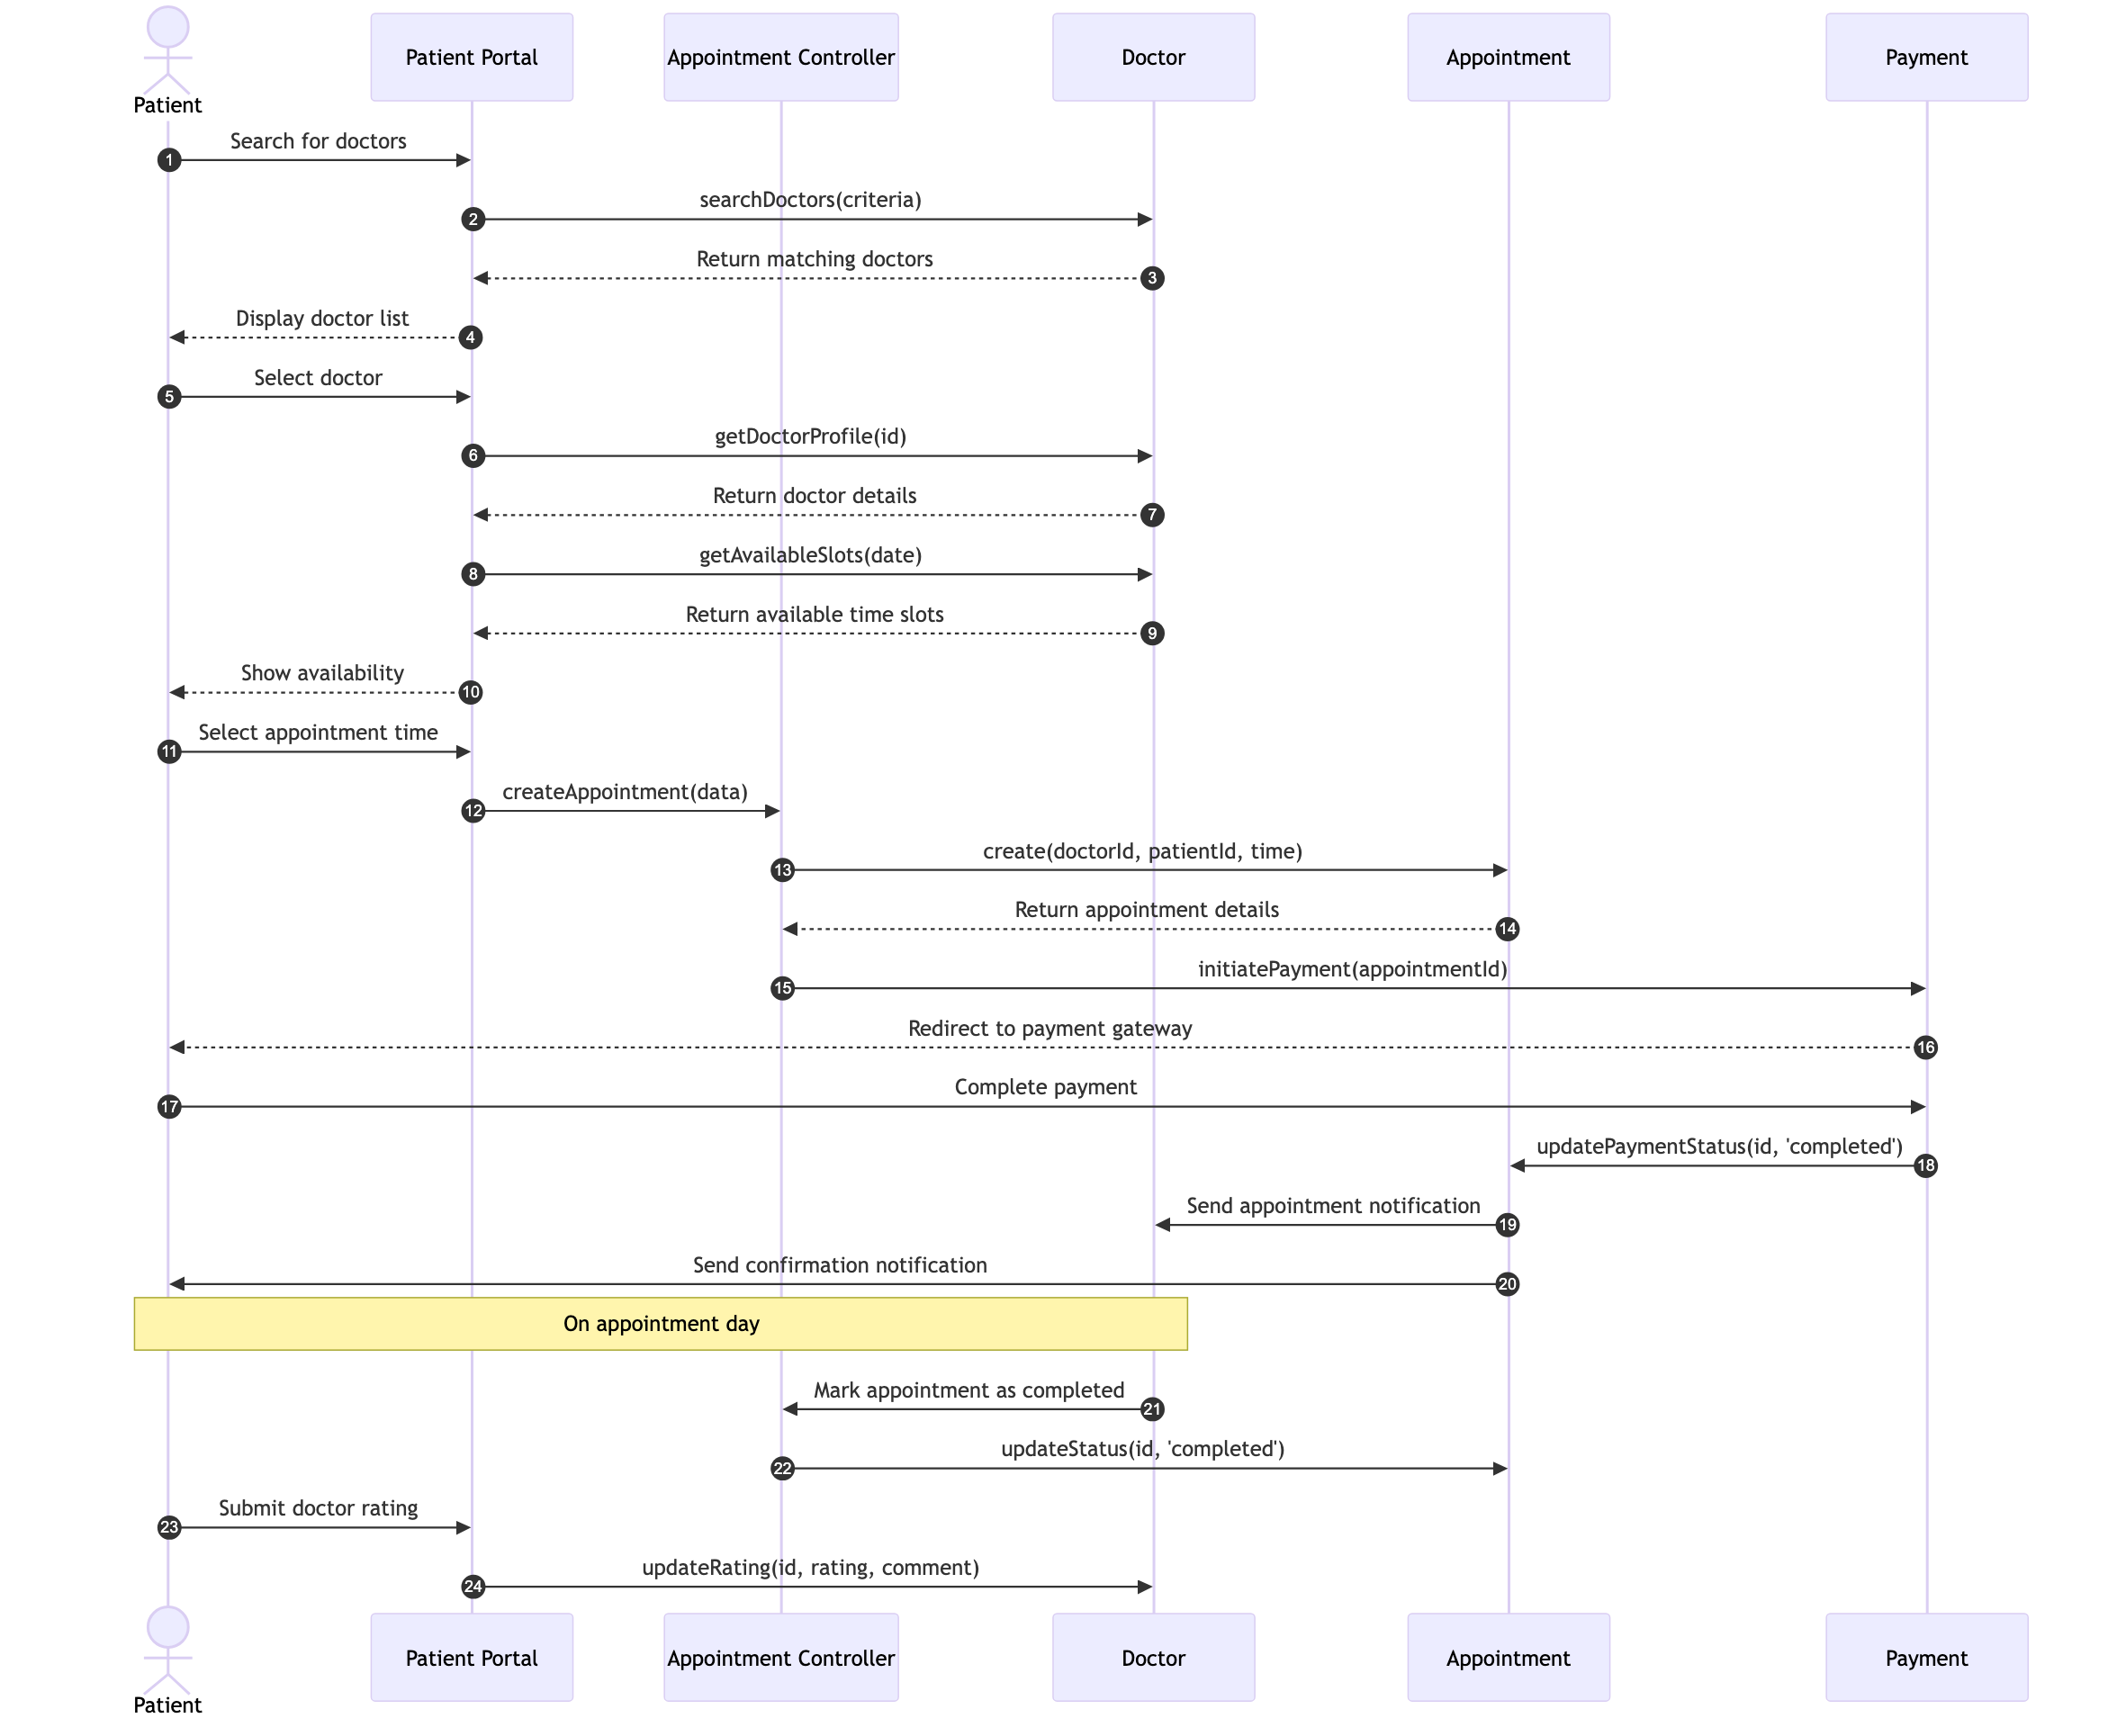 Patient
Patient Portal
Appointment Controller
Doctor
Appointment
Payment
Search for doctors
1
searchDoctors(criteria)
2
Return matching doctors
3
Display doctor list
4
Select doctor
5
getDoctorProfile(id)
6
Return doctor details
7
getAvailableSlots(date)
8
Return available time slots
9
Show availability
10
Select appointment time
11
createAppointment(data)
12
create(doctorId, patientId, time)
13
Return appointment details
14
initiatePayment(appointmentId)
15
Redirect to payment gateway
16
Complete payment
17
updatePaymentStatus(id, 'completed')
18
Send appointment notification
19
Send confirmation notification
20
On appointment day
Mark appointment as completed
21
updateStatus(id, 'completed')
22
Submit doctor rating
23
updateRating(id, rating, comment)
24
Patient
Patient Portal
Appointment Controller
Doctor
Appointment
Payment